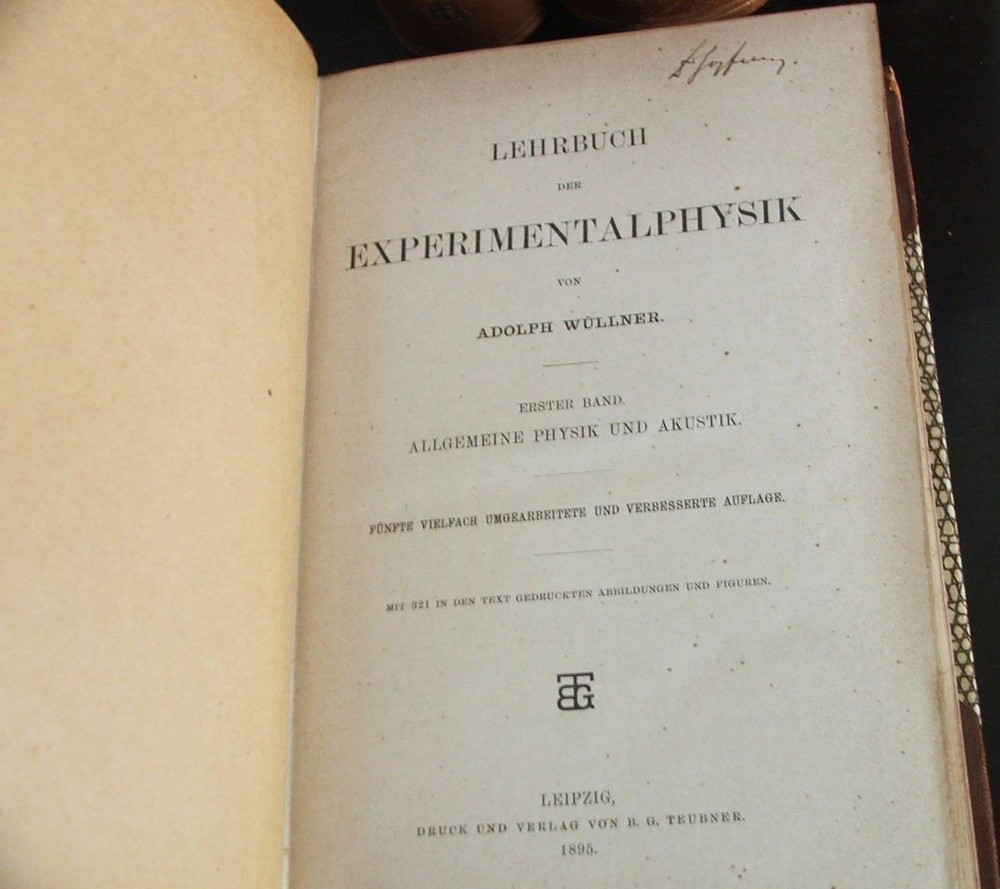 LEHRBUCH
DER
EXPERIMENTALPHYSIK
VON
ADOLPH WÜLLNER.
ERSTER BAND.
ALLGEMEINE PHYSIK UND AKUSTIK.
FÜNFTE VIELFACH UMGEARBEITETE UND VERBESSERTE AUFLAGE.
MIT 321 IN DEN TEXT GEDRUCKTEN ABBILDUNGEN UND FIGUREN.
BTG
LEIPZIG,
DRUCK UND VERLAG VON B. G. TEUBNER.
1895.